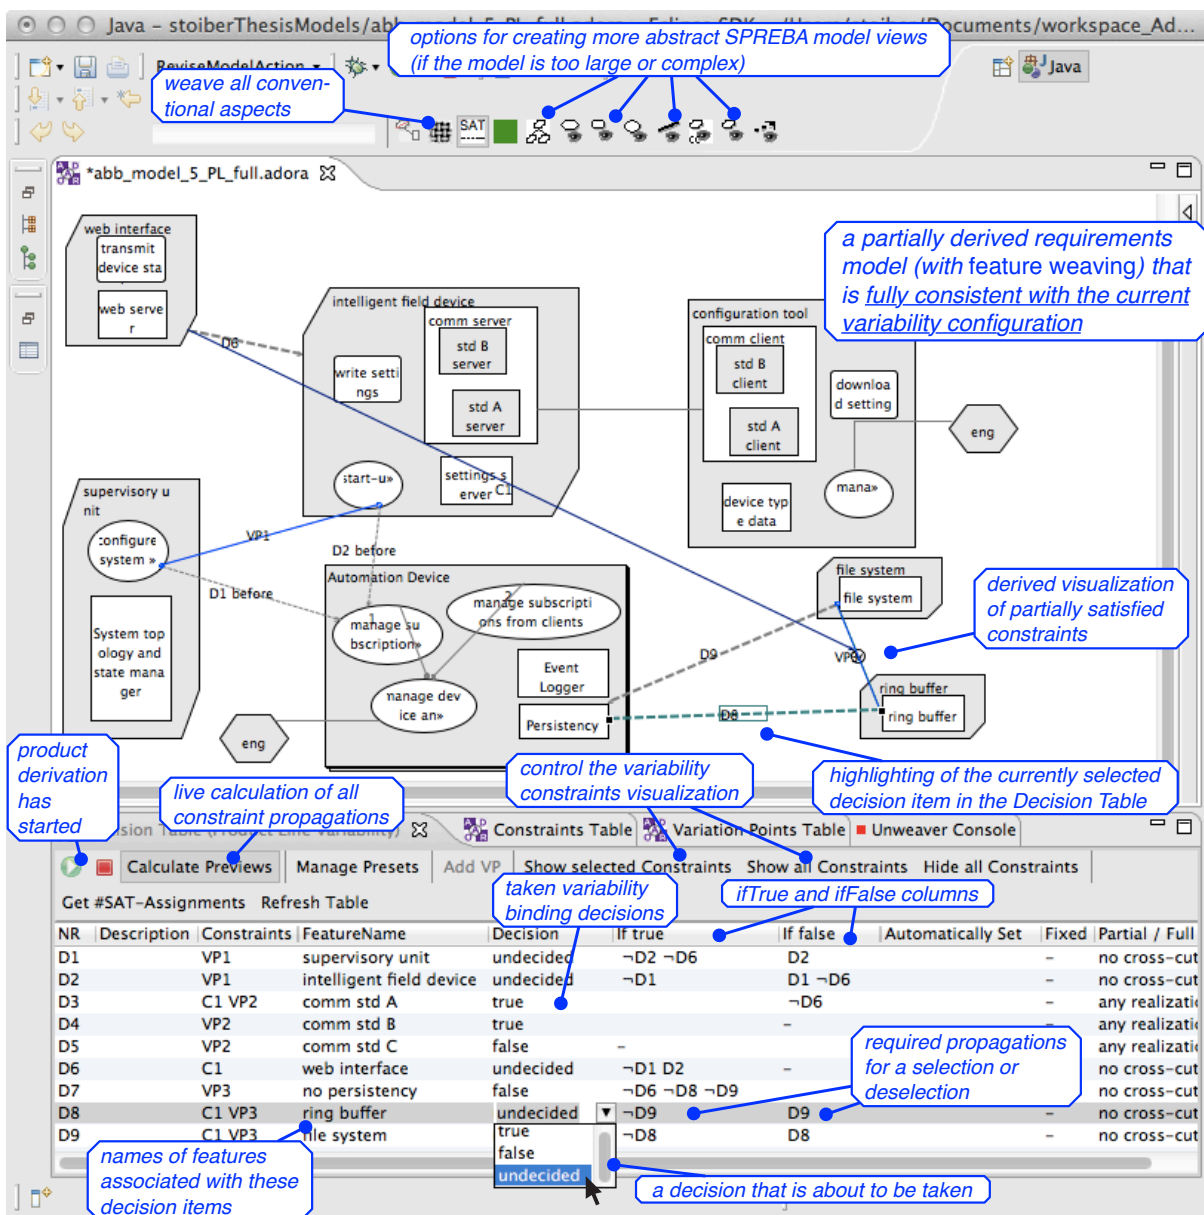 Java – stoiberThesisModels/abb_model_5_PL_full.adora – Eclipse SDK – /Users/stoiber/Documents/workspace_Ad...
options for creating more abstract SPREBA model views
(if the model is too large or complex)
ReviseModelAction
Java
weave all conven-
tional aspects
SAT
*abb_model_5_PL_full.adora
web interface
transmit
device sta
web serve
r
D6
a partially derived requirements
model (with feature weaving) that
is fully consistent with the current
variability configuration
intelligent field device
comm server
std B
server
std A
server
write setti
ngs
start-u»
settings s
erver
C1
configuration tool
comm client
std B
client
std A
client
downloa
d setting
mana»
device typ
e data
eng
supervisory u
nit
configure
system »
VP1
D2 before
D1 before
System top
ology and
state mana
ger
Automation Device
1
manage su
bscription»
2
manage subscripti
ons from clients
manage dev
ice an»
Event
Logger
Persistency
eng
file system
file system
derived visualization
of partially satisfied
constraints
D9
D8
ring buffer
ring buffer
product
derivation
has
started
live calculation of all
constraint propagations
control the variability
constraints visualization
highlighting of the currently selected
decision item in the Decision Table
Constraints Table
Variation Points Table
Unweaver Console
Calculate Previews
Manage Presets
Add VP
Show selected Constraints
Show all Constraints
Hide all Constraints
Get #SAT-Assignments
Refresh Table
taken variability
binding decisions
ifTrue and ifFalse columns
NR Description Constraints FeatureName Decision If true If false Automatically Set Fixed Partial / Full
D1 VP1 supervisory unit undecided ¬D2 ¬D6 D2 – no cross-cut
D2 VP1 intelligent field device undecided ¬D1 D1 ¬D6 – no cross-cut
D3 C1 VP2 comm std A true ¬D6 – any realizatio
D4 VP2 comm std B true – – any realizatio
D5 VP2 comm std C false – any realizatio
D6 C1 web interface undecided ¬D1 D2 – no cross-cut
D7 VP3 no persistency false ¬D6 ¬D8 ¬D9 no cross-cut
D8 C1 VP3 ring buffer undecided ¬D9 D9 – no cross-cut
D9 C1 VP3 file system ¬D8 D8 – no cross-cut
true
false
undecided
required propagations
for a selection or
deselection
names of features
associated with these
decision items
a decision that is about to be taken